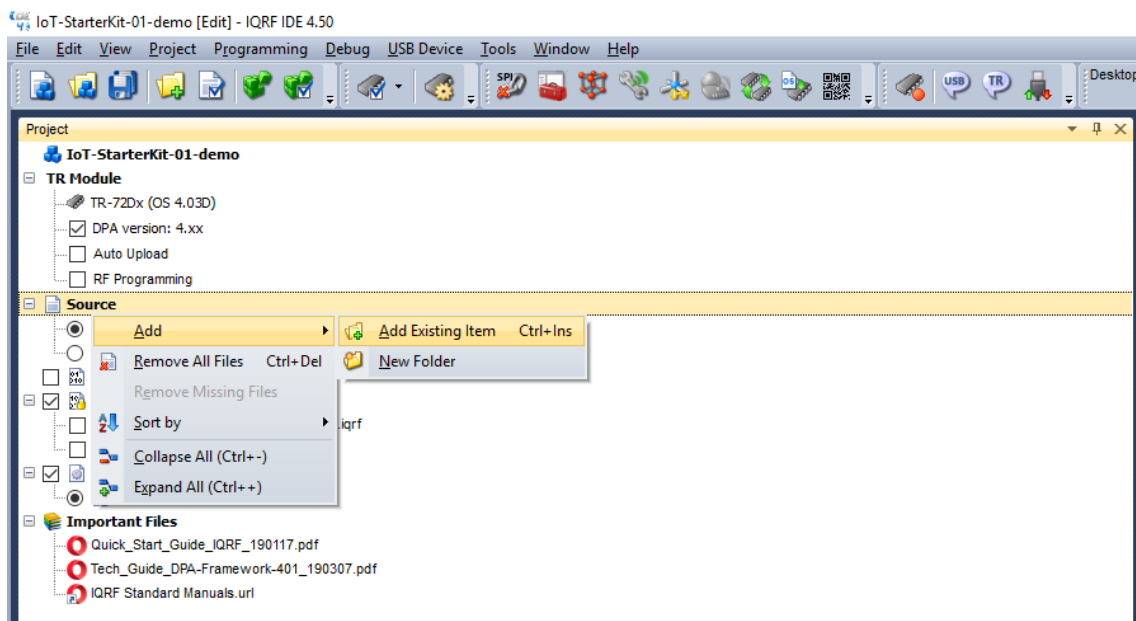 IoT-StarterKit-01-demo [Edit] - IQRF IDE 4.50
File Edit View Project Programming Debug USB Device Tools Window Help
SPI USB TR Desktop
Project
IoT-StarterKit-01-demo
TR Module
TR-72Dx (OS 4.03D)
DPA version: 4.xx
Auto Upload
RF Programming
Source
Add Add Existing Item Ctrl+Ins
Remove All Files Ctrl+Del New Folder
Remove Missing Files
Sort by .iqrf
Collapse All (Ctrl+-)
Expand All (Ctrl++)
Important Files
Quick_Start_Guide_IQRF_190117.pdf
Tech_Guide_DPA-Framework-401_190307.pdf
IQRF Standard Manuals.url